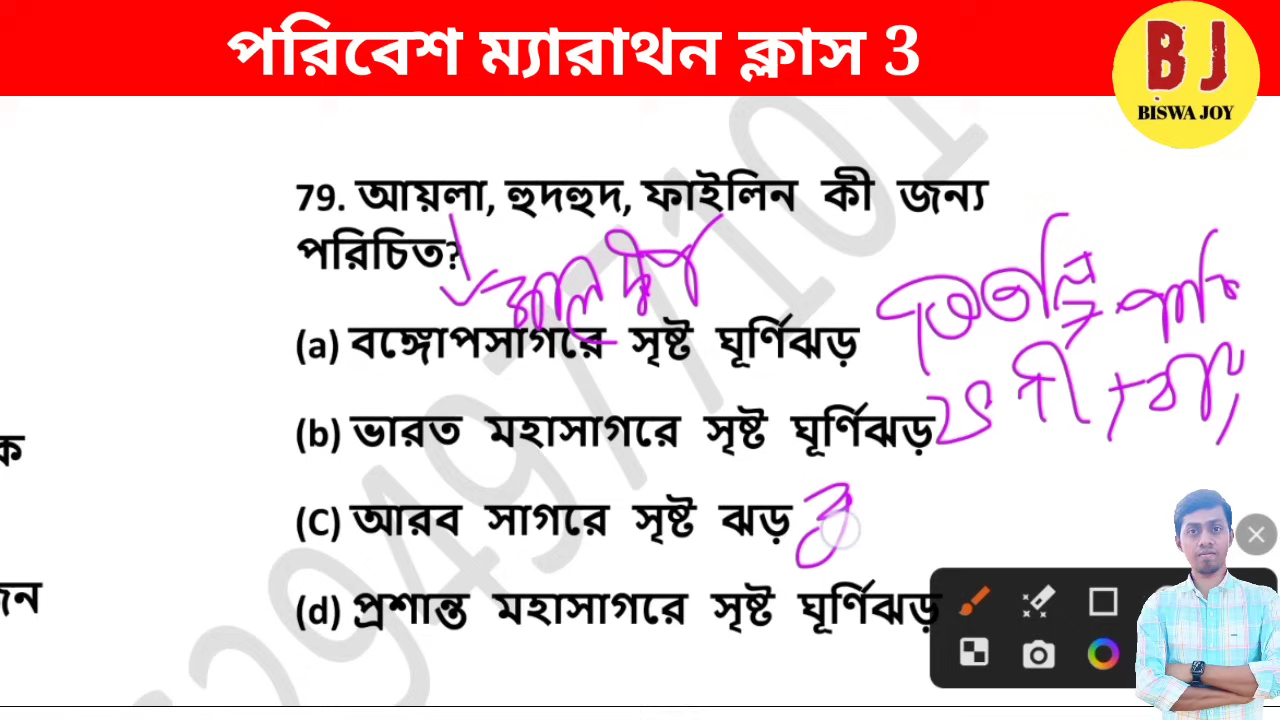 পরিবেশ ম্যারাথন ক্লাস 3
BJ
BISWA JOY
79. আয়লা, হুদহুদ, ফাইলিন কী জন্য
পরিচিত?
(a) বঙ্গোপসাগরে সৃষ্ট ঘূর্ণিঝড়
(b) ভারত মহাসাগরে সৃষ্ট ঘূর্ণিঝড়
(C) আরব সাগরে সৃষ্ট ঝড়
(d) প্রশান্ত মহাসাগরে সৃষ্ট ঘূর্ণিঝড়
ক
জন